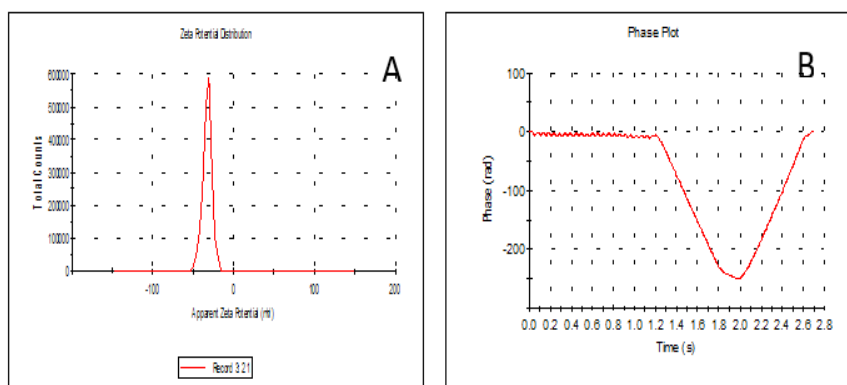 Zeta Potential Distribution
A
600000
500000
400000
300000
200000
100000
0
-100 0 100 200
Total Counts
Apparent Zeta Potential (mV)
Record 3: 21
Phase Plot
B
100
0
-100
-200
0.0 0.2 0.4 0.6 0.8 1.0 1.2 1.4 1.6 1.8 2.0 2.2 2.4 2.6 2.8
Phase (rad)
Time (s)